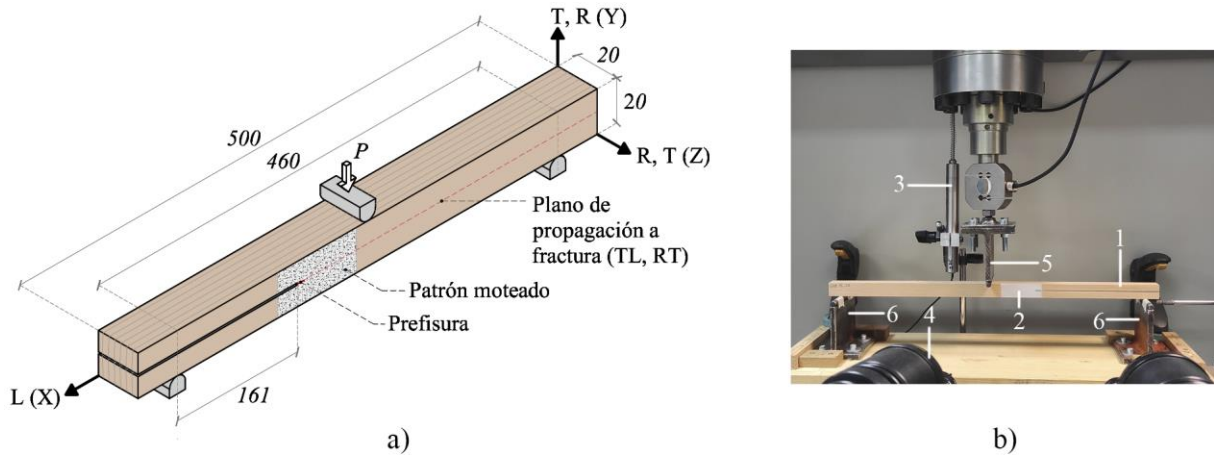 T, R (Y)
20
20
500
460
P
R, T (Z)
Plano de
propagación a
fractura (TL, RT)
Patrón moteado
Prefisura
161
L (X)
a)
3
1
5
2
6
6
4
b)